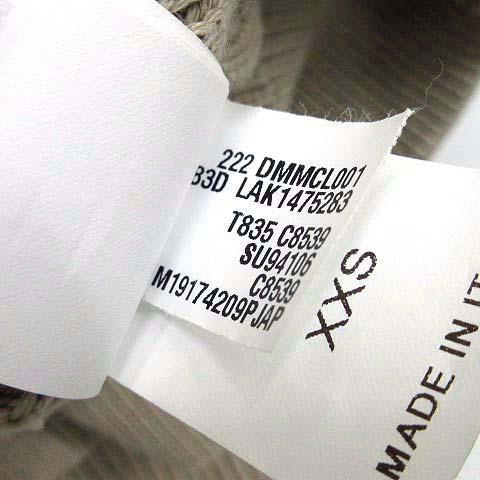 222 DMMCL001
B3D LAK1475283
T835 C8539
SU94106
C8539
M19174209PJAP
XXS
MADE IN IT